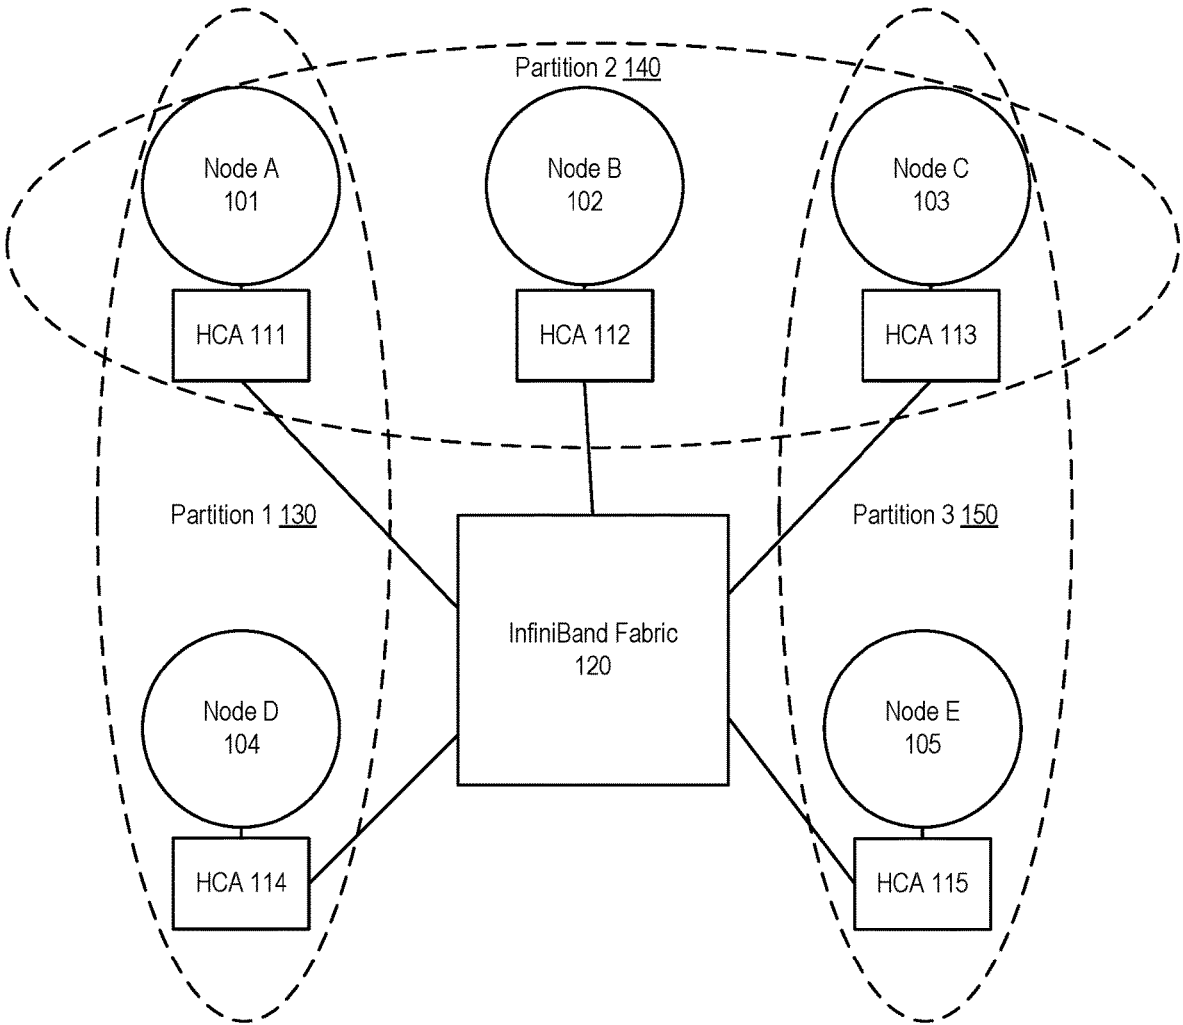 Partition 2 140
Node A
101
Node B
102
Node C
103
HCA 111
HCA 112
HCA 113
Partition 1 130
Partition 3 150
InfiniBand Fabric
120
Node D
104
Node E
105
HCA 114
HCA 115